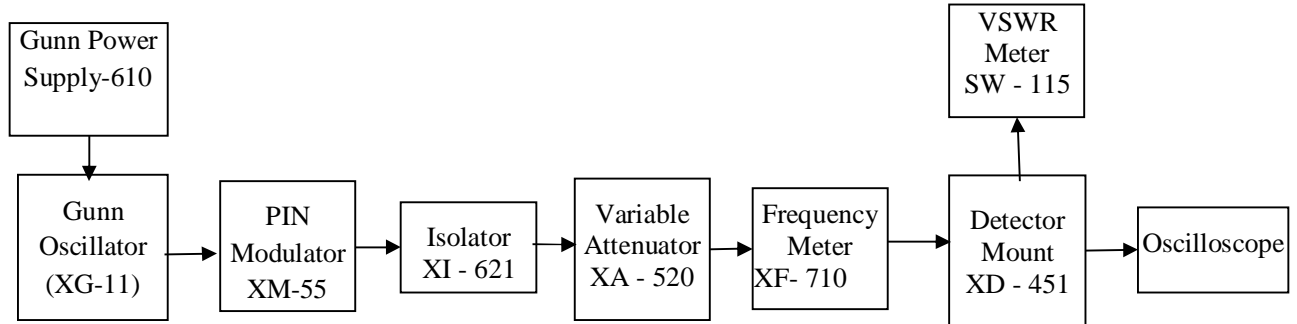 Gunn Power
Supply-610
VSWR
Meter
SW - 115
Gunn
Oscillator
(XG-11)
PIN
Modulator
XM-55
Isolator
XI - 621
Variable
Attenuator
XA - 520
Frequency
Meter
XF- 710
Detector
Mount
XD - 451
Oscilloscope